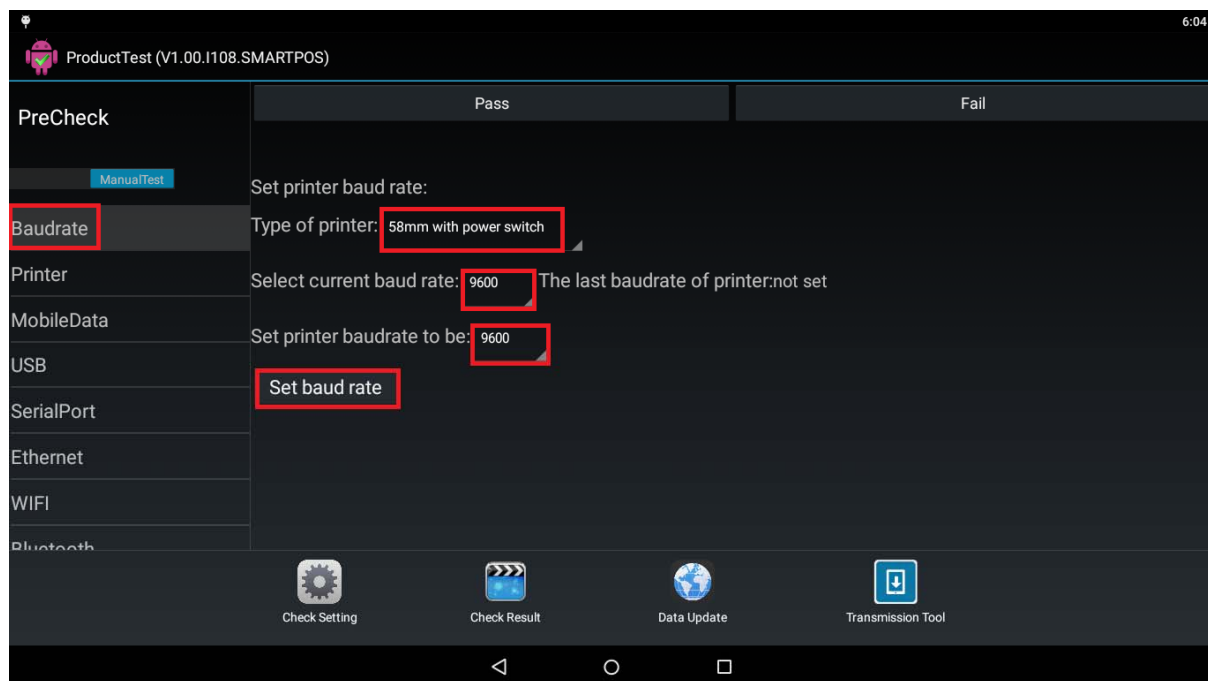 6:04
ProductTest (V1.00.I108.SMARTPOS)
PreCheck
Pass
Fail
ManualTest
Baudrate
Printer
MobileData
USB
SerialPort
Ethernet
WIFI
Bluetooth
Set printer baud rate:
Type of printer: 58mm with power switch
Select current baud rate: 9600 The last baudrate of printer:not set
Set printer baudrate to be: 9600
Set baud rate
Check Setting
Check Result
Data Update
Transmission Tool